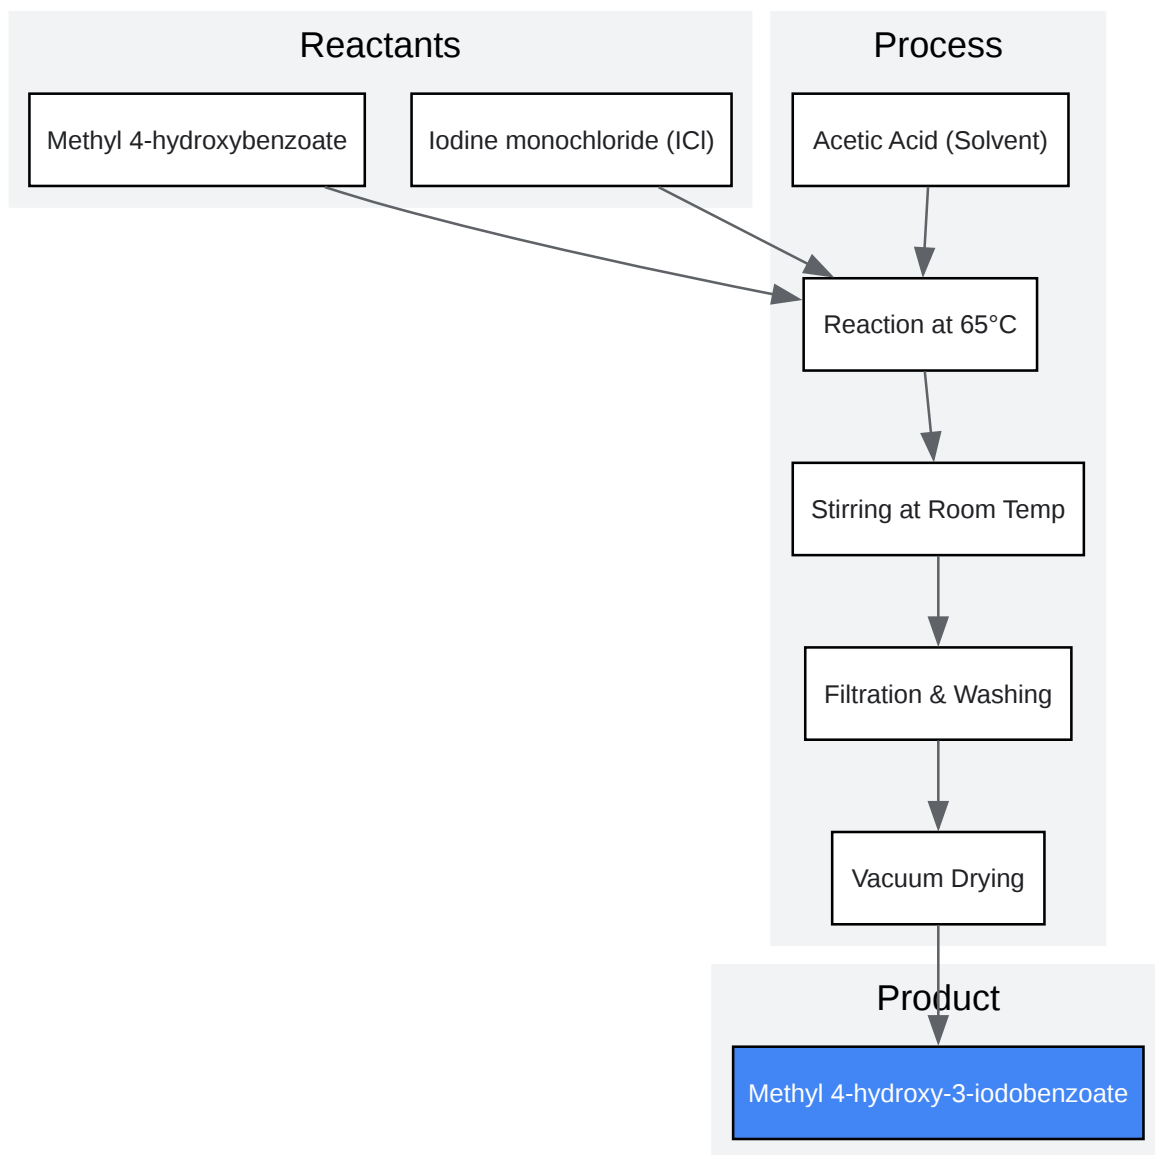 Reactants
Process
Methyl 4-hydroxybenzoate
Iodine monochloride (ICl)
Acetic Acid (Solvent)
Reaction at 65°C
Stirring at Room Temp
Filtration & Washing
Vacuum Drying
Product
Methyl 4-hydroxy-3-iodobenzoate